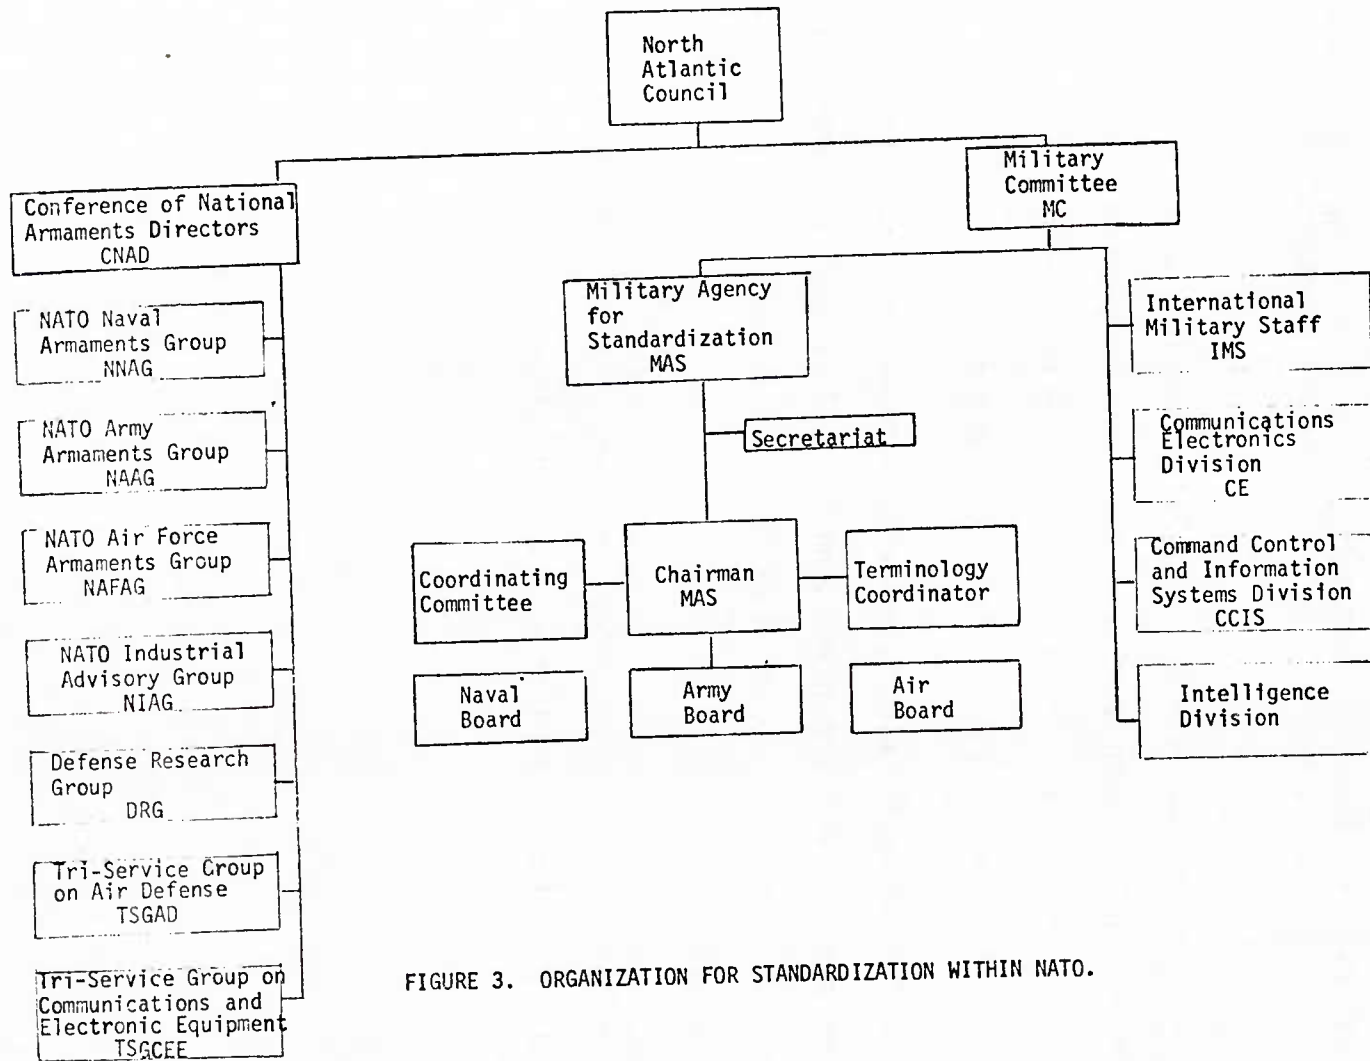 North
Atlantic
Council
Military
Committee
MC
Conference of National
Armaments Directors
CNAD
NATO Naval
Armaments Group
NNAG
NATO Army
Armaments Group
NAAG
NATO Air Force
Armaments Group
NAFAG
NATO Industrial
Advisory Group
NIAG
Defense Research
Group
DRG
Tri-Service Group
on Air Defense
TSGAD
Tri-Service Group on
Communications and
Electronic Equipment
TSGCEE
Military Agency
for
Standardization
MAS
Secretariat
Coordinating
Committee
Chairman
MAS
Terminology
Coordinator
Naval
Board
Army
Board
Air
Board
International
Military Staff
IMS
Communications
Electronics
Division
CE
Command Control
and Information
Systems Division
CCIS
Intelligence
Division
FIGURE 3. ORGANIZATION FOR STANDARDIZATION WITHIN NATO.